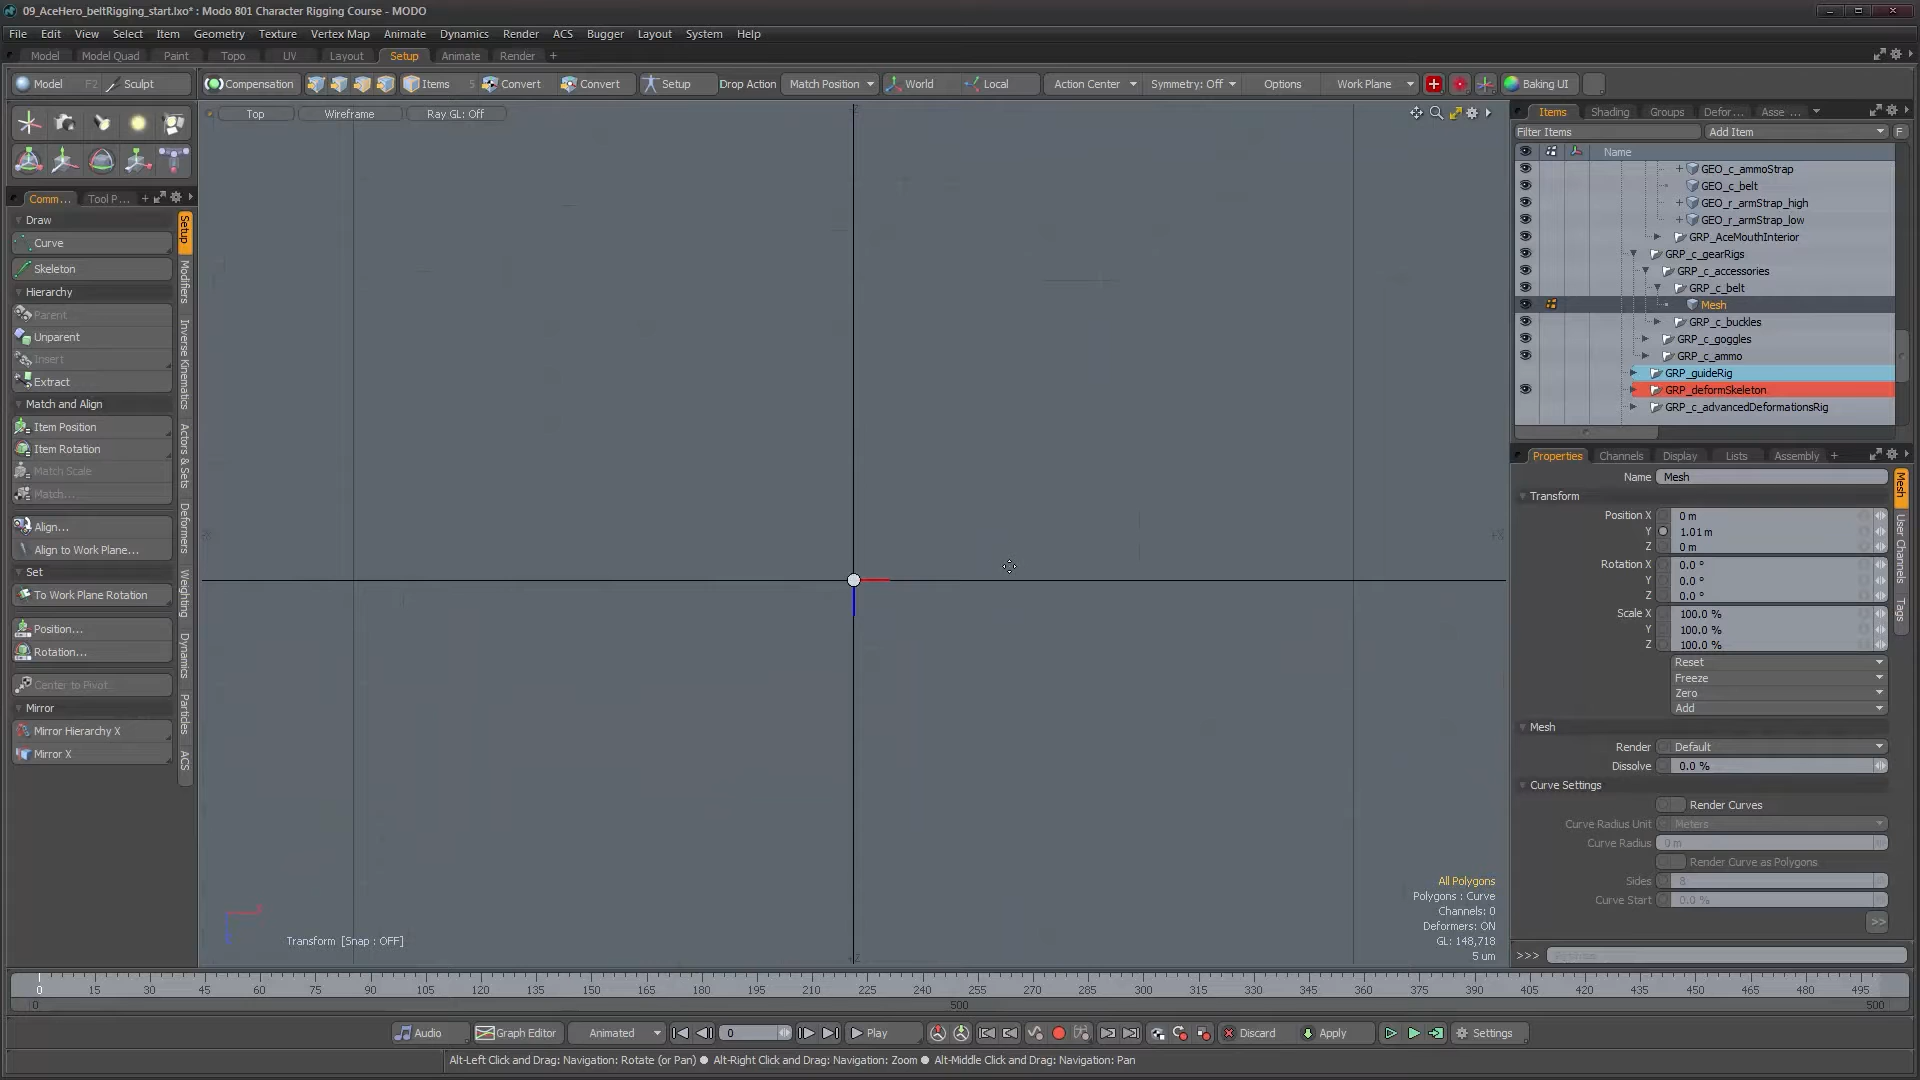 09_AceHero_beltRigging_start.lxo* : Modo 801 Character Rigging Course - MODO
File Edit View Select Item Geometry Texture Vertex Map Animate Dynamics Render ACS Bugger Layout System Help
Model Model Quad Paint Topo UV Layout Setup Animate Render +
Model F2 Sculpt Compensation Items 5 Convert Convert Setup Drop Action Match Position World Local Action Center Symmetry: Off Options Work Plane Baking UI
Top Wireframe Ray GL: Off
Items Shading Groups Defor ... Asse ...
Filter Items Add Item F
Name
GEO_c_ammoStrap
GEO_c_belt
GEO_r_armStrap_high
GEO_r_armStrap_low
GRP_AceMouthInterior
GRP_c_gearRigs
GRP_c_accessories
GRP_c_belt
Mesh
GRP_c_buckles
GRP_c_goggles
GRP_c_ammo
GRP_guideRig
GRP_deformSkeleton
GRP_c_advancedDeformationsRig
Comm... Tool P... +
Draw
Curve
Skeleton
Hierarchy
Parent
Unparent
Insert
Extract
Match and Align
Item Position
Item Rotation
Match Scale
Match...
Align...
Align to Work Plane...
Set
To Work Plane Rotation
Position...
Rotation...
Center to Pivot
Mirror
Mirror Hierarchy X
Mirror X
Setup
Modifiers
Inverse Kinematics
Actors & Sets
Deformers
Weighting
Dynamics
Particles
ACS
Properties Channels Display Lists Assembly +
Name Mesh
Transform
Position X 0 m
Y 1.01 m
Z 0 m
Rotation X 0.0 °
Y 0.0 °
Z 0.0 °
Scale X 100.0 %
Y 100.0 %
Z 100.0 %
Reset
Freeze
Zero
Add
Mesh
Render Default
Dissolve 0.0 %
Curve Settings
Render Curves
Curve Radius Unit Meters
Curve Radius 0 m
Render Curve as Polygons
Sides 8
Curve Start 0.0 %
>>
>>>
Mesh
User Channels
Tags
All Polygons
Polygons : Curve
Channels: 0
Deformers: ON
GL: 148,718
5 um
Transform [Snap : OFF]
0 15 30 45 60 75 90 105 120 135 150 165 180 195 210 225 240 255 270 285 300 315 330 345 360 375 390 405 420 435 450 465 480 495
0 500 500
Audio Graph Editor Animated 0 Play Discard Apply Settings
Alt-Left Click and Drag: Navigation: Rotate (or Pan) ● Alt-Right Click and Drag: Navigation: Zoom ● Alt-Middle Click and Drag: Navigation: Pan